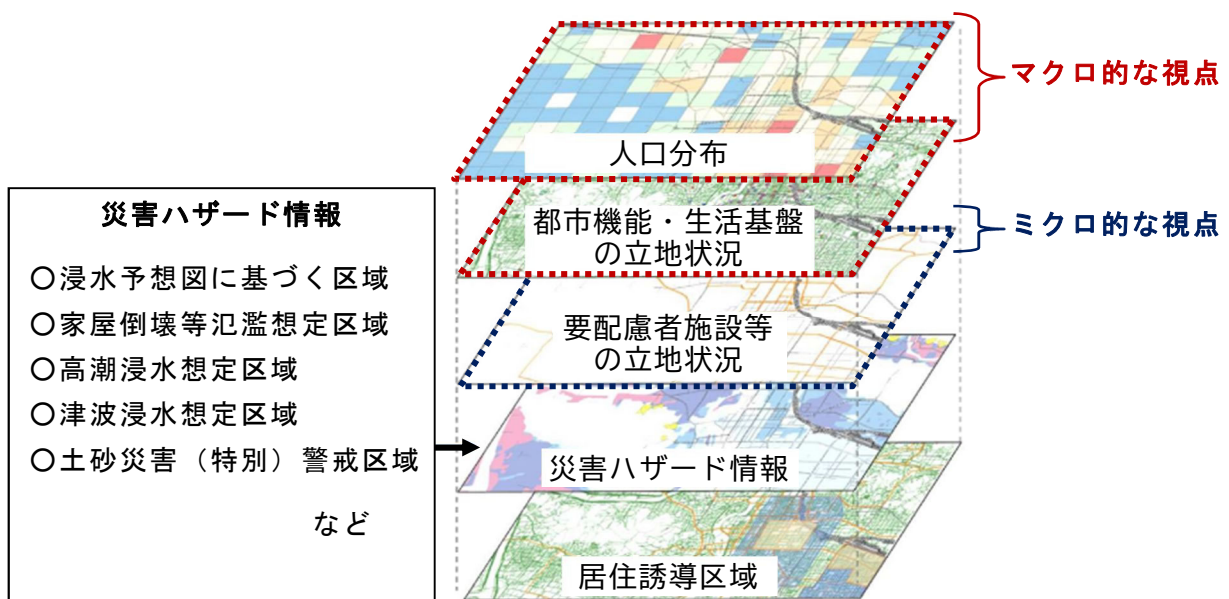 マクロ的な視点
人口分布
災害ハザード情報
〇浸水予想図に基づく区域
〇家屋倒壊等氾濫想定区域
〇高潮浸水想定区域
〇津波浸水想定区域
〇土砂災害（特別）警戒区域
など
都市機能・生活基盤
の立地状況
ミクロ的な視点
要配慮者施設等
の立地状況
災害ハザード情報
居住誘導区域